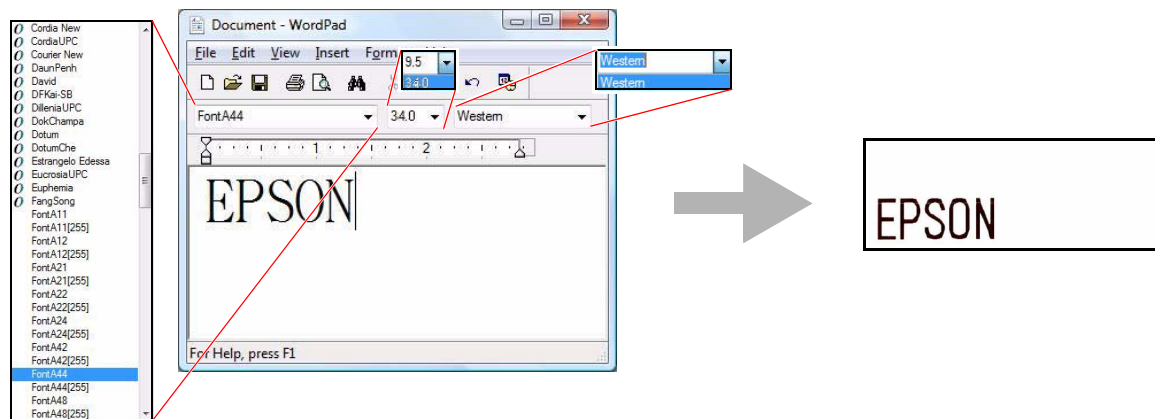 Cordia New
CordiaUPC
Courier New
DaunPenh
David
DFKai-SB
DilleniaUPC
DokChampa
Dotum
DotumChe
Estrangelo Edessa
EucrosiaUPC
Euphemia
FangSong
FontA11
FontA11[255]
FontA12
FontA12[255]
FontA21
FontA21[255]
FontA22
FontA22[255]
FontA24
FontA24[255]
FontA42
FontA42[255]
FontA44
FontA44[255]
FontA48
FontA48[255]
Document - WordPad
File Edit View Insert Form
9.5
34.0
Western
Western
FontA44 34.0 Western
1 2
EPSON
For Help, press F1
EPSON